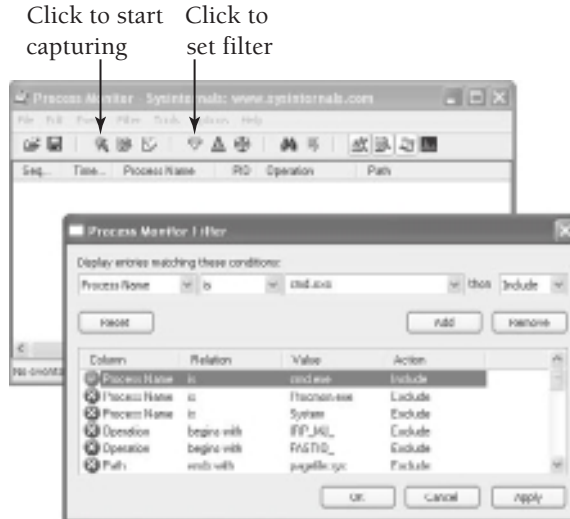 Click to start capturing
Click to set filter
Process Monitor - Sysinternals: www.sysinternals.com
File Edit Event Filter Tools Options Help
Seq... Time... Process Name PID Operation Path
Process Monitor Filter
Display entries matching these conditions:
Process Name is cmd.exe then Include
Reset Add Remove
Column Relation Value Action
Process Name is cmd.exe Include
Process Name is Procmon.exe Exclude
Process Name is System Exclude
Operation begins with IRP_MJ_ Exclude
Operation begins with FASTIO_ Exclude
Path ends with pagefile.sys Exclude
OK Cancel Apply